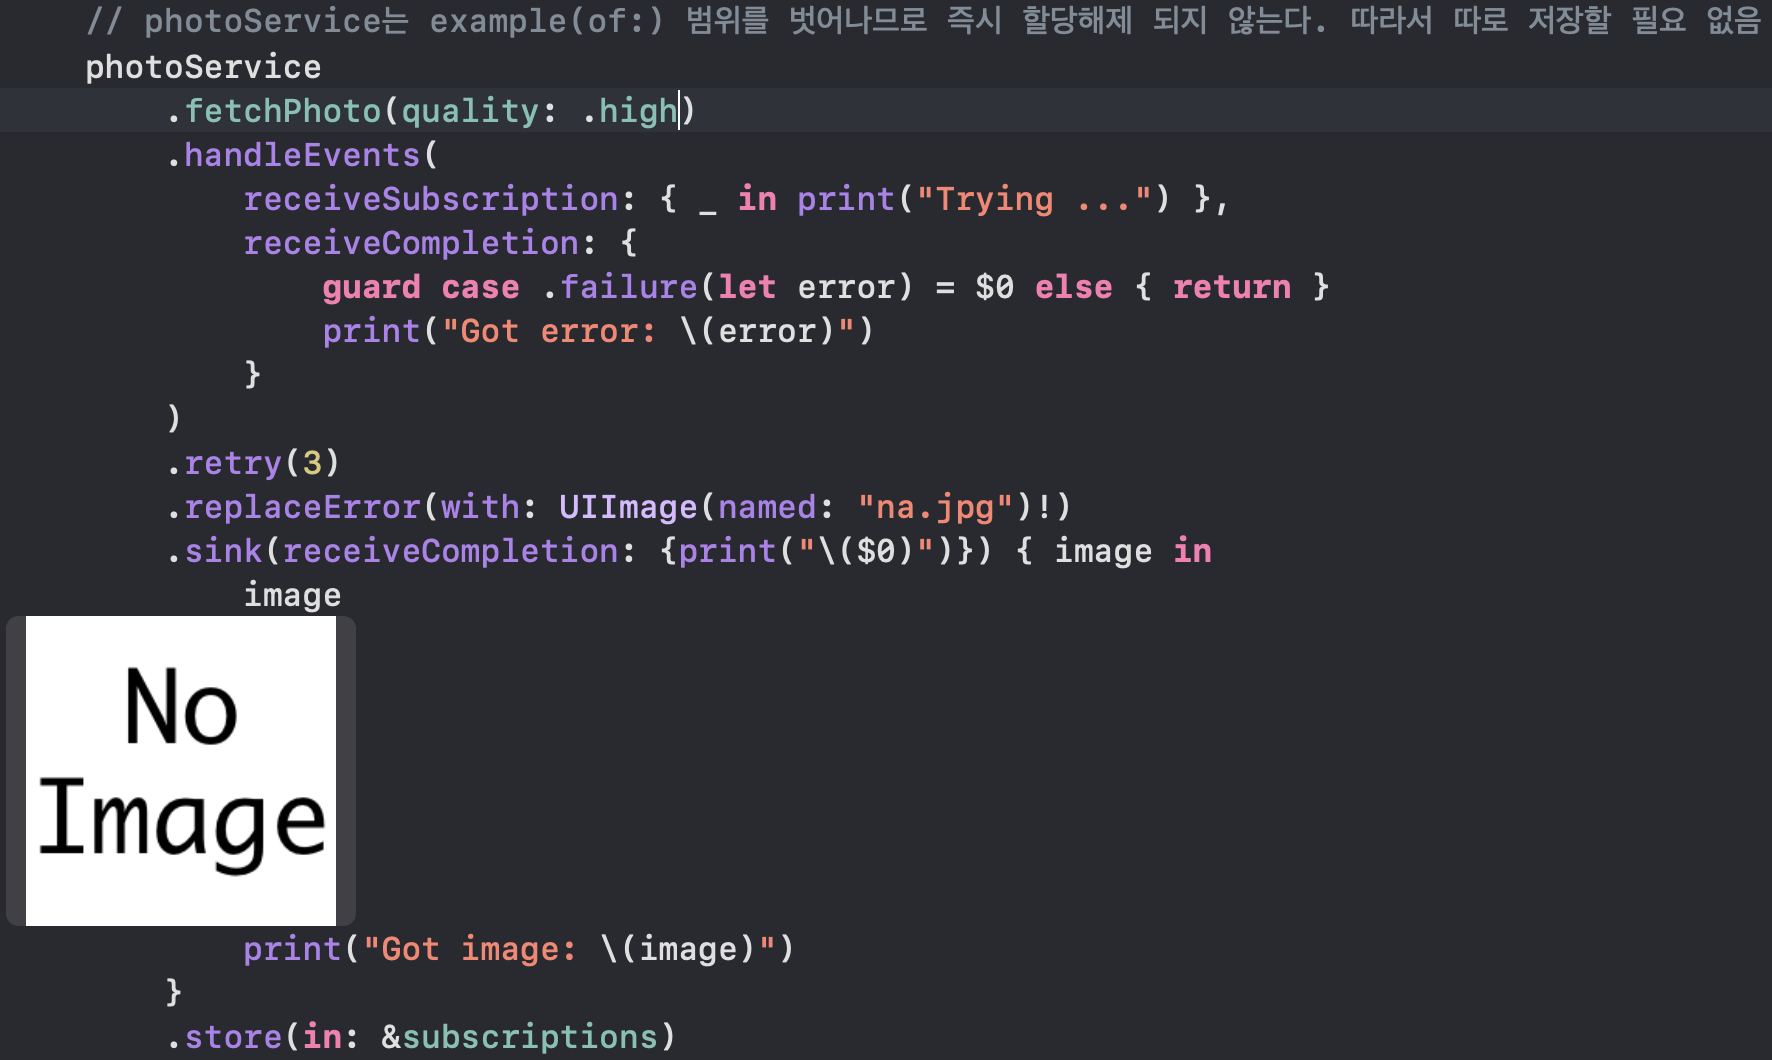 // photoService는 example(of:) 범위를 벗어나므로 즉시 할당해제 되지 않는다. 따라서 따로 저장할 필요 없음
photoService
    .fetchPhoto(quality: .high)
    .handleEvents(
        receiveSubscription: { _ in print("Trying ...") },
        receiveCompletion: {
            guard case .failure(let error) = $0 else { return }
            print("Got error: \(error)")
        }
    )
    .retry(3)
    .replaceError(with: UIImage(named: "na.jpg")!)
    .sink(receiveCompletion: {print("\($0)")}) { image in
        image
No
Image
        print("Got image: \(image)")
    }
    .store(in: &subscriptions)